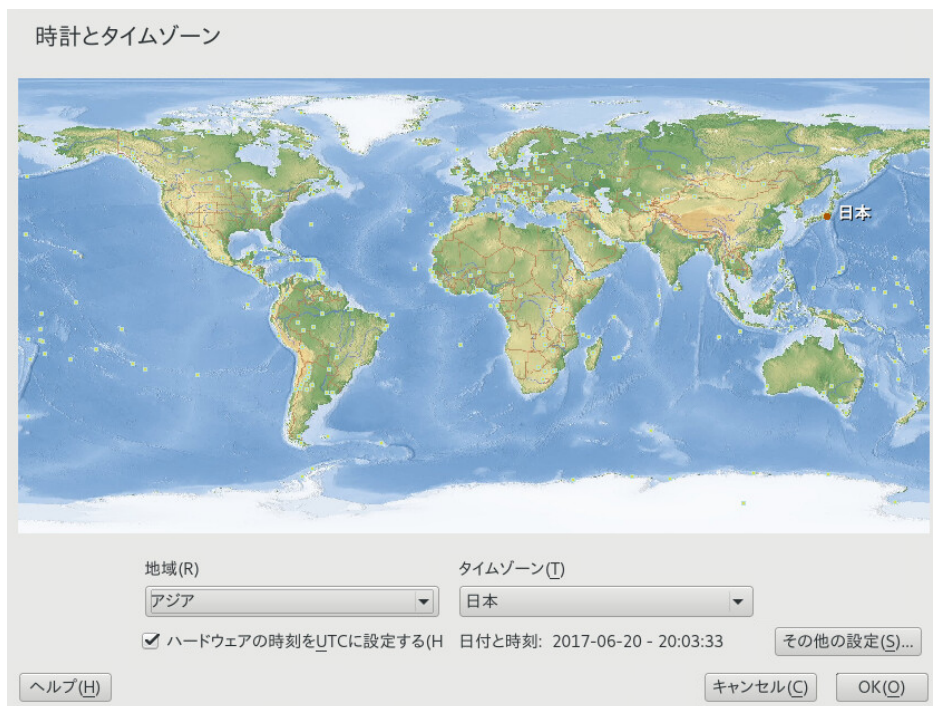 時計とタイムゾーン
日本
地域(R)
タイムゾーン(T)
アジア
日本
ハードウェアの時刻をUTCに設定する(H
日付と時刻: 2017-06-20 - 20:03:33
その他の設定(S)...
ヘルプ(H)
キャンセル(C)
OK(O)